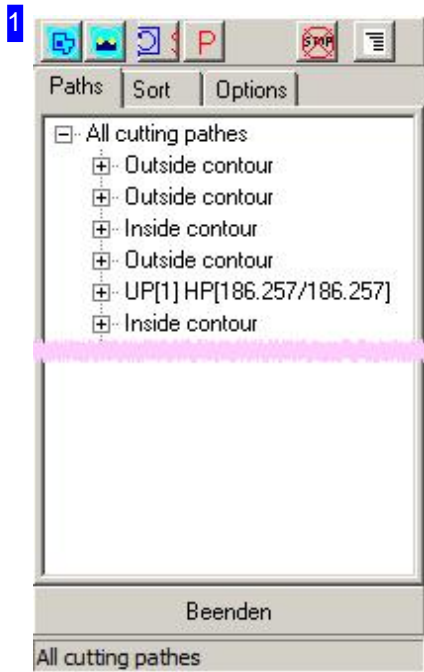 1
P STOP
Paths Sort Options
All cutting pathes
Outside contour
Outside contour
Inside contour
Outside contour
UP[1] HP[186.257/186.257]
Inside contour
Beenden
All cutting pathes